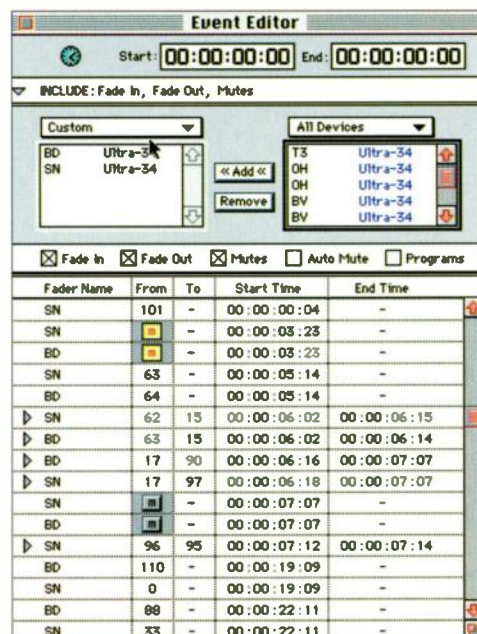 Event Editor
Start: 00:00:00:00 End: 00:00:00:00
INCLUDE: Fade In, Fade Out, Mutes
Custom All Devices
BD Ultra-34
SN Ultra-34
« Add «
Remove
T3 Ultra-34
OH Ultra-34
OH Ultra-34
BV Ultra-34
BV Ultra-34
Fade In Fade Out Mutes Auto Mute Programs
Fader Name From To Start Time End Time
SN 101 - 00:00:00:04 -
SN m - 00:00:03:23 -
BD m - 00:00:03:23 -
SN 63 - 00:00:05:14 -
BD 64 - 00:00:05:14 -
SN 62 15 00:00:06:02 00:00:06:15
BD 63 15 00:00:06:02 00:00:06:14
BD 17 90 00:00:06:16 00:00:07:07
SN 17 97 00:00:06:18 00:00:07:07
SN m - 00:00:07:07 -
BD m - 00:00:07:07 -
SN 96 95 00:00:07:12 00:00:07:14
BD 110 - 00:00:19:09 -
SN 0 - 00:00:19:09 -
BD 88 - 00:00:22:11 -
SN 33 - 00:00:22:11 -